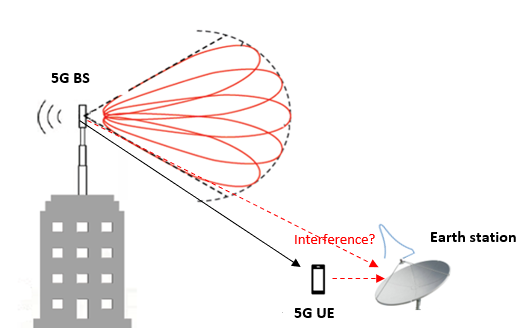 5G BS
Interference?
Earth station
5G UE